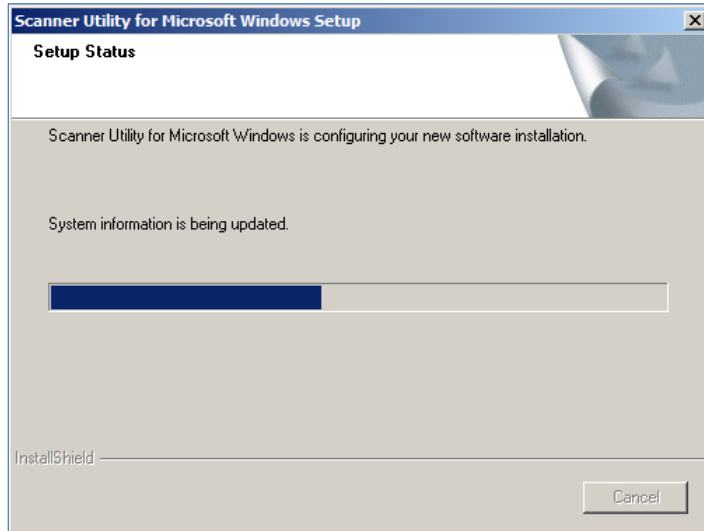 Scanner Utility for Microsoft Windows Setup
Setup Status
Scanner Utility for Microsoft Windows is configuring your new software installation.
System information is being updated.
InstallShield
Cancel